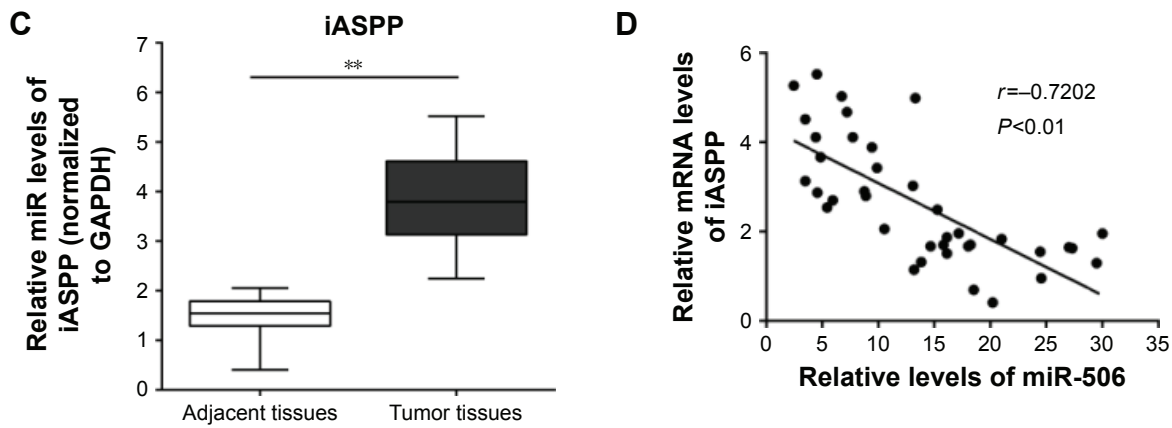 C
iASPP
Relative miR levels of
iASPP (normalized
to GAPDH)
7
6
5
4
3
2
1
0
**
Adjacent tissues
Tumor tissues
D
Relative mRNA levels
of iASPP
6
4
2
0
r=–0.7202
P<0.01
0 5 10 15 20 25 30 35
Relative levels of miR-506